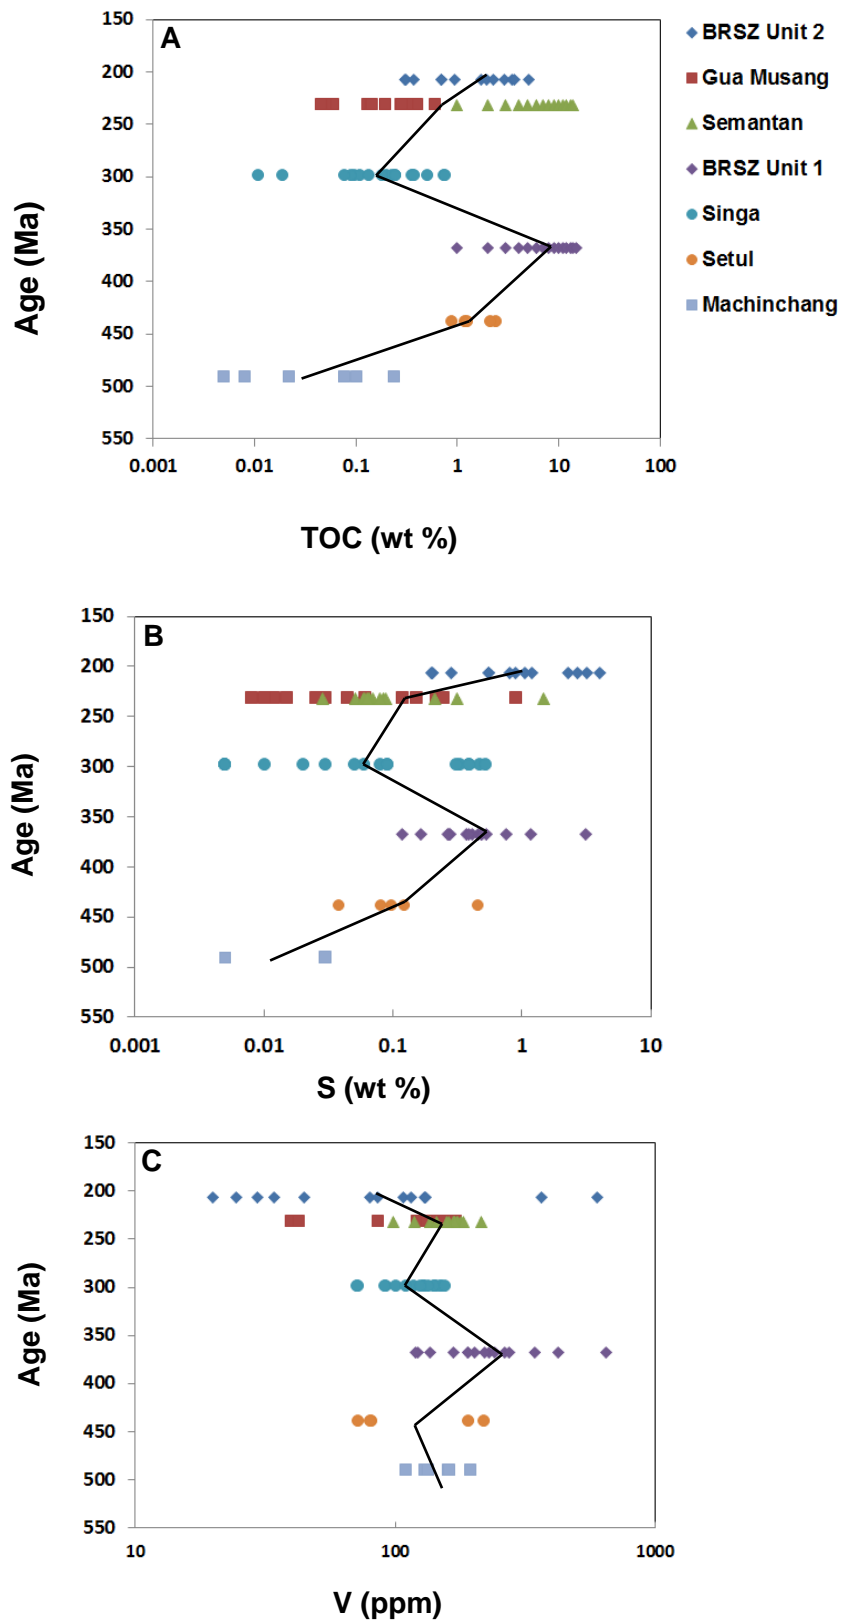 A
150
200
250
300
350
400
450
500
550
0.001 0.01 0.1 1 10 100
Age (Ma)
TOC (wt %)
BRSZ Unit 2
Gua Musang
Semantan
BRSZ Unit 1
Singa
Setul
Machinchang
B
150
200
250
300
350
400
450
500
550
0.001 0.01 0.1 1 10
Age (Ma)
S (wt %)
C
150
200
250
300
350
400
450
500
550
10 100 1000
Age (Ma)
V (ppm)